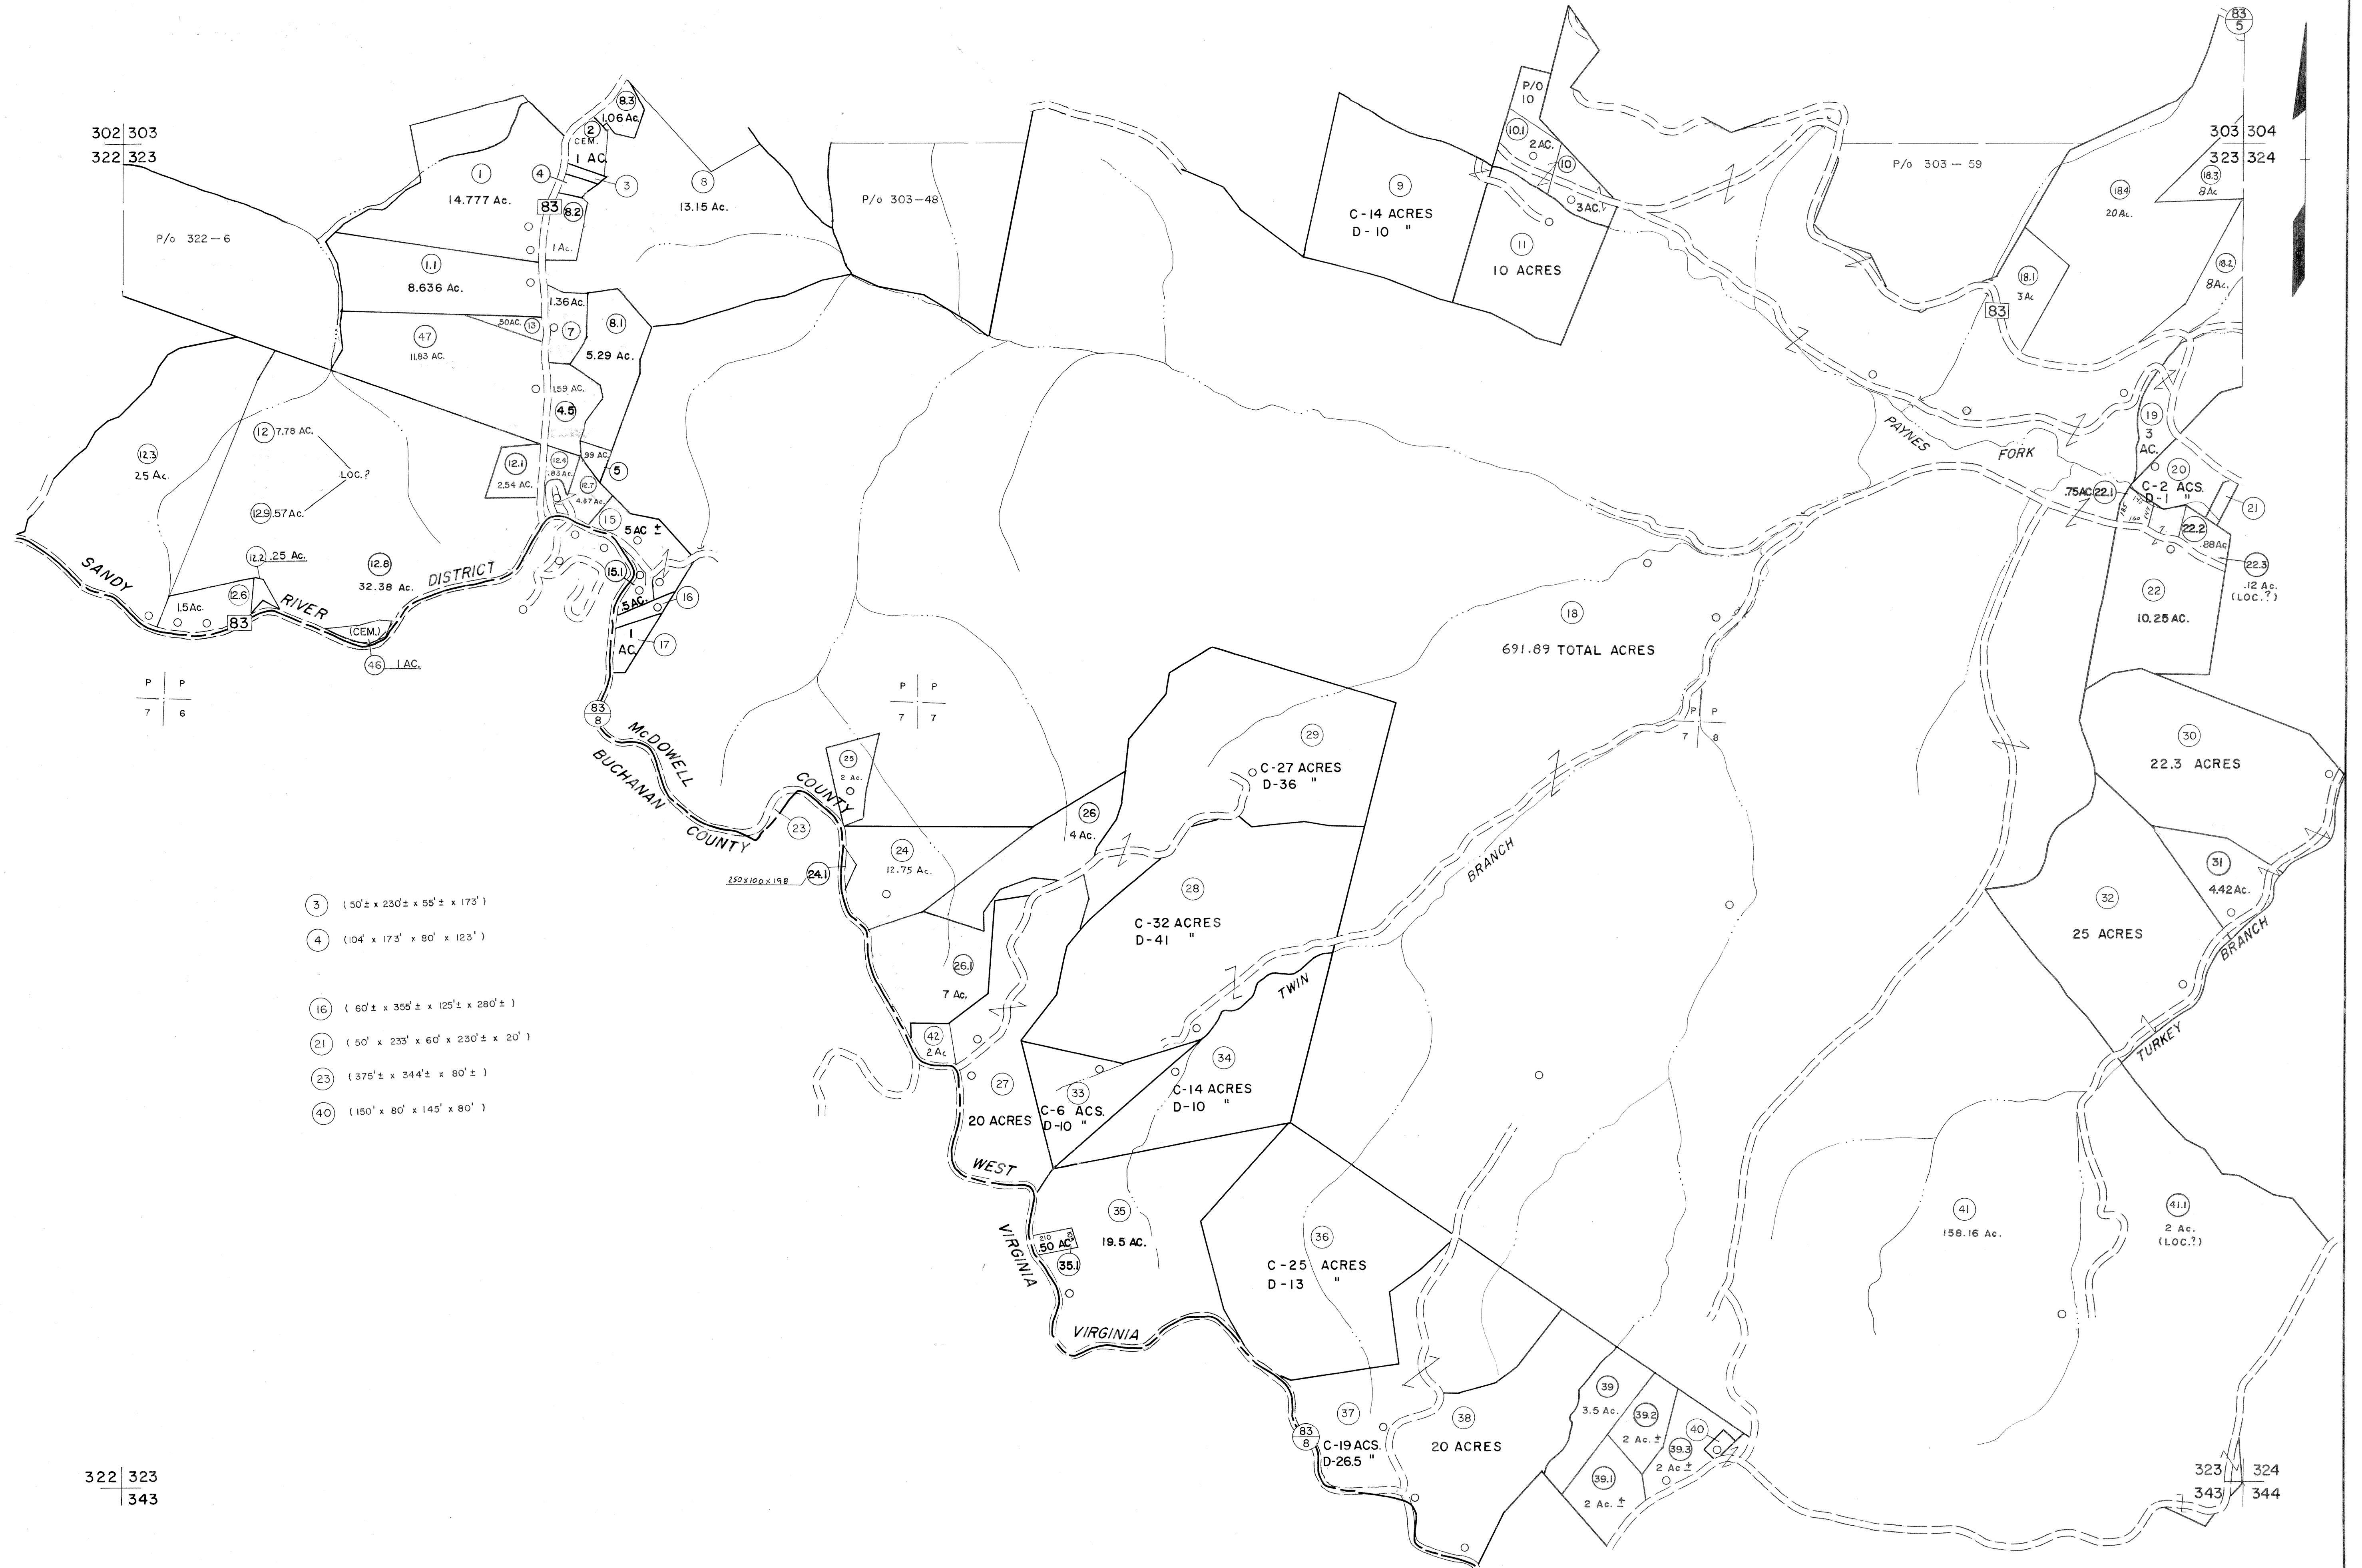 83
5
302 303
322 323
303 304
323 324
P/o 322-6
1
14.777 Ac.
8.3
1.06 Ac.
2
CEM.
1 AC.
4
3
83
8.2
1 Ac.
8
13.15 Ac.
P/o 303-48
9
C-14 ACRES
D-10 "
P/O
10
10.1
2 AC.
10
3 AC.
11
10 ACRES
P/o 303-59
18.4
20 Ac.
18.3
8 Ac
18.2
8 Ac.
18.1
3 Ac
83
1.1
8.636 Ac.
1.36 Ac.
7
.50 AC.
13
8.1
5.29 Ac.
47
11.83 AC.
1.59 AC.
4.5
12.3
25 Ac.
12 7.78 AC.
LOC.?
12.9 .57 Ac.
12.1
2.54 AC.
12.4
.83 Ac.
.99 AC.
5
12.7
4.67 Ac.
15
.5 AC ±
15.1
.5 AC.
16
1
AC.
17
12.2 .25 Ac.
12.8
32.38 Ac.
SANDY
RIVER
DISTRICT
1.5 Ac.
12.6
83
(CEM.)
46 1 AC.
PAYNES
FORK
19
3
AC.
20
C-2 ACS.
D-1 "
.75 AC 22.1
21
22.2
.88 Ac
22.3
.12 Ac.
(LOC.?)
22
10.25 AC.
18
691.89 TOTAL ACRES
P P
7 6
P P
7 7
P P
7 8
83
8
McDOWELL
COUNTY
BUCHANAN
COUNTY
25
2 Ac.
23
24
12.75 Ac.
250x100x198
24.1
26
4 Ac.
29
C-27 ACRES
D-36 "
28
C-32 ACRES
D-41 "
30
22.3 ACRES
31
4.42 Ac.
32
25 ACRES
BRANCH
TWIN
BRANCH
TURKEY
3 (50'± x 230'± x 55'± x 173')
4 (104' x 173' x 80' x 123')
16 (60'± x 355'± x 125'± x 280'±)
21 (50' x 233' x 60' x 230'± x 20')
23 (375'± x 344'± x 80'±)
40 (150' x 80' x 145' x 80')
26.1
7 Ac.
42
2 Ac
27
20 ACRES
33
C-6 ACS.
D-10 "
34
C-14 ACRES
D-10 "
WEST
VIRGINIA
VIRGINIA
35
19.5 AC.
210
.50 AC
35.1
36
C-25 ACRES
D-13 "
41
158.16 Ac.
41.1
2 Ac.
(LOC.?)
83
8
37
C-19 ACS.
D-26.5 "
38
20 ACRES
39
3.5 Ac.
39.2
2 Ac. ±
39.3
2 Ac ±
40
39.1
2 Ac. ±
322 323
343
323 324
343 344